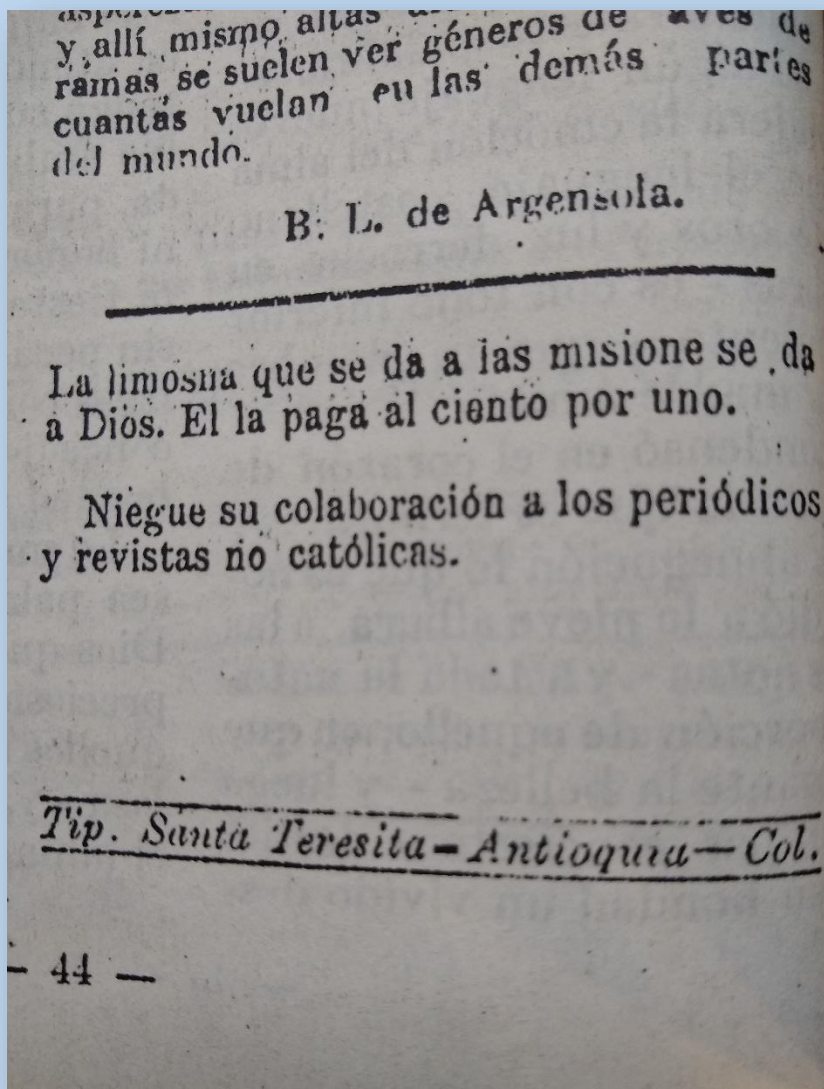 y allí mismo altas
ramas, se suelen ver géneros de aves de
cuantas vuelan en las demás partes
del mundo.
B. L. de Argensola.
La limosna que se da a las misione se da
a Dios. El la paga al ciento por uno.
Niegue su colaboración a los periódicos
y revistas no católicas.
Tip. Santa Teresita - Antioquia - Col.
- 44 -